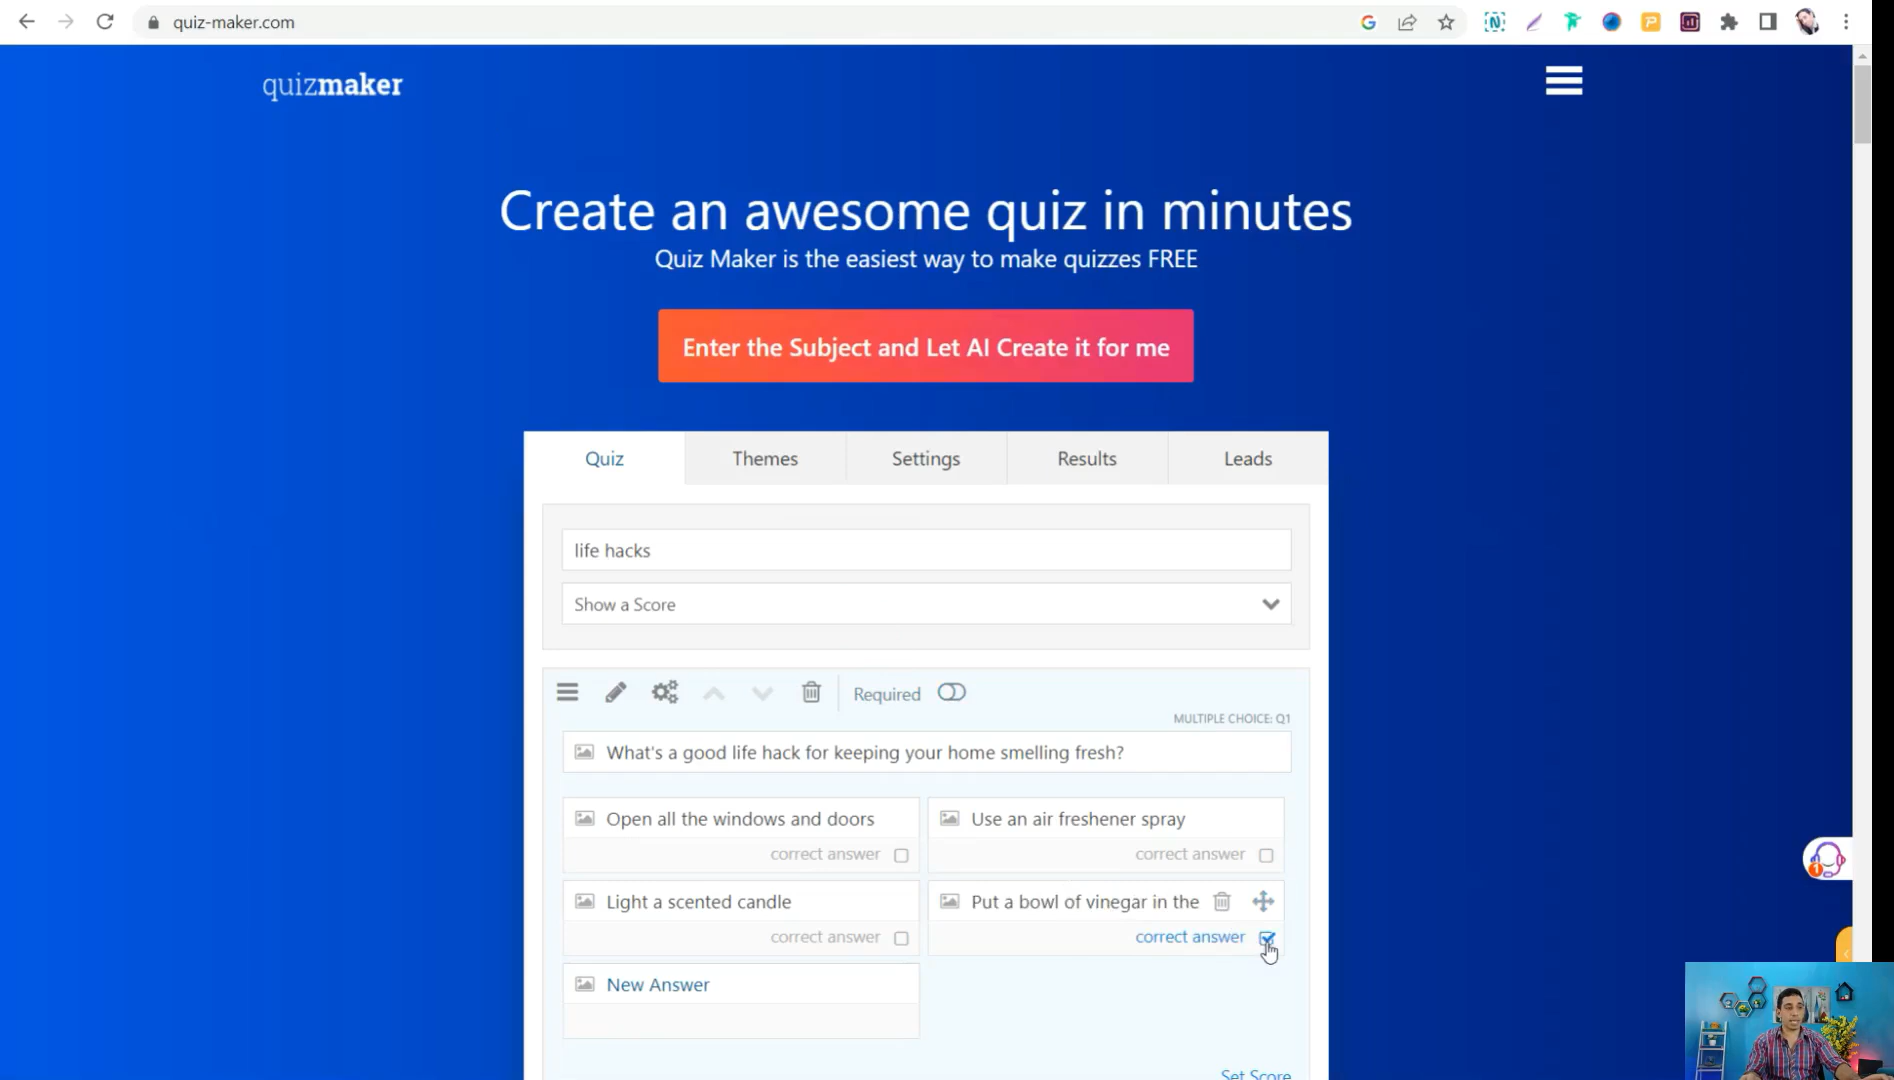 quiz-maker.com
quizmaker
Create an awesome quiz in minutes
Quiz Maker is the easiest way to make quizzes FREE
Enter the Subject and Let AI Create it for me
Quiz
Themes
Settings
Results
Leads
life hacks
Show a Score
Required
MULTIPLE CHOICE: Q1
What's a good life hack for keeping your home smelling fresh?
Open all the windows and doors
Use an air freshener spray
correct answer
correct answer
Light a scented candle
Put a bowl of vinegar in the
correct answer
correct answer
New Answer
Set Score